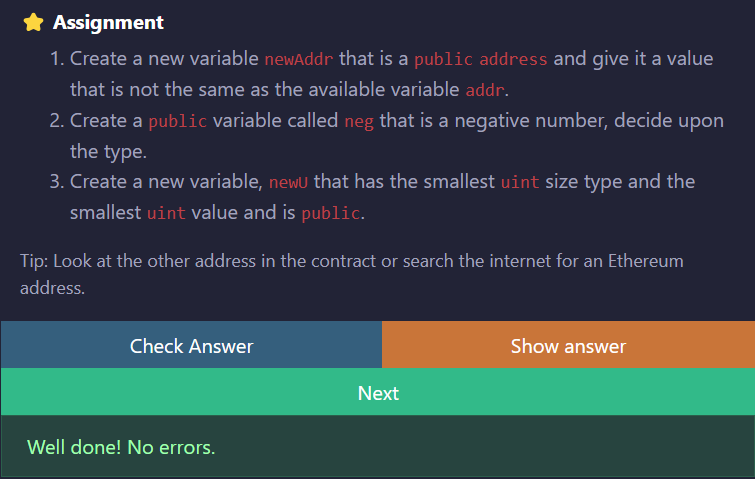 ⭐ Assignment
1. Create a new variable newAddr that is a public address and give it a value
that is not the same as the available variable addr.
2. Create a public variable called neg that is a negative number, decide upon
the type.
3. Create a new variable, newU that has the smallest uint size type and the
smallest uint value and is public.
Tip: Look at the other address in the contract or search the internet for an Ethereum
address.
Check Answer
Show answer
Next
Well done! No errors.